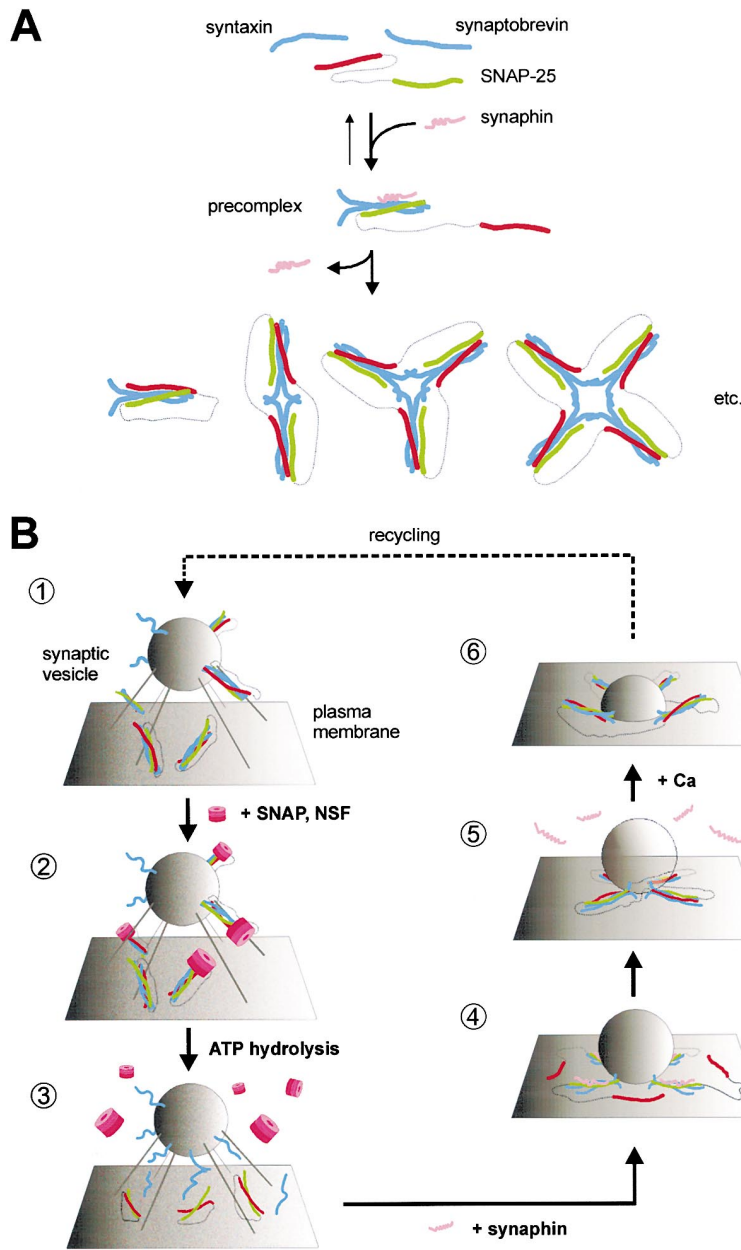 A
syntaxin
synaptobrevin
SNAP-25
synaphin
precomplex
etc.
B
recycling
1
synaptic
vesicle
plasma
membrane
+ SNAP, NSF
2
ATP hydrolysis
3
+ synaphin
4
5
+ Ca
6